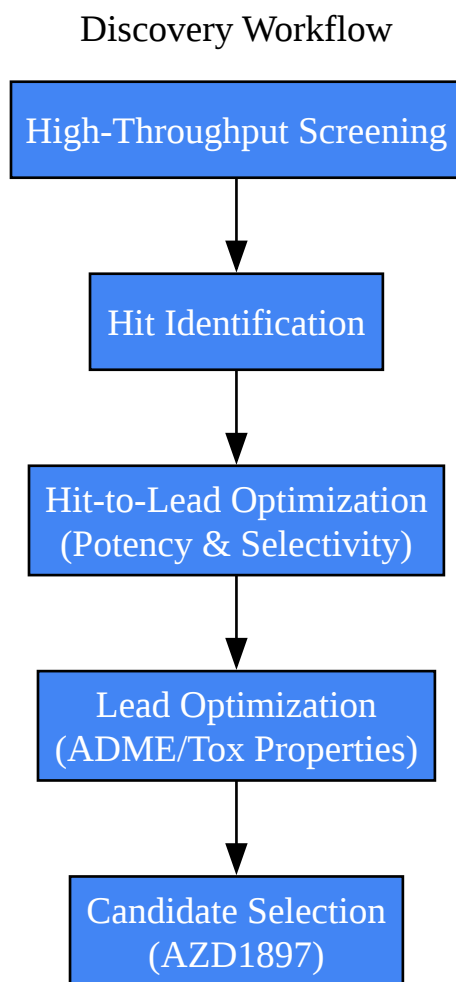 Discovery Workflow
High-Throughput Screening
Hit Identification
Hit-to-Lead Optimization
(Potency & Selectivity)
Lead Optimization
(ADME/Tox Properties)
Candidate Selection
(AZD1897)